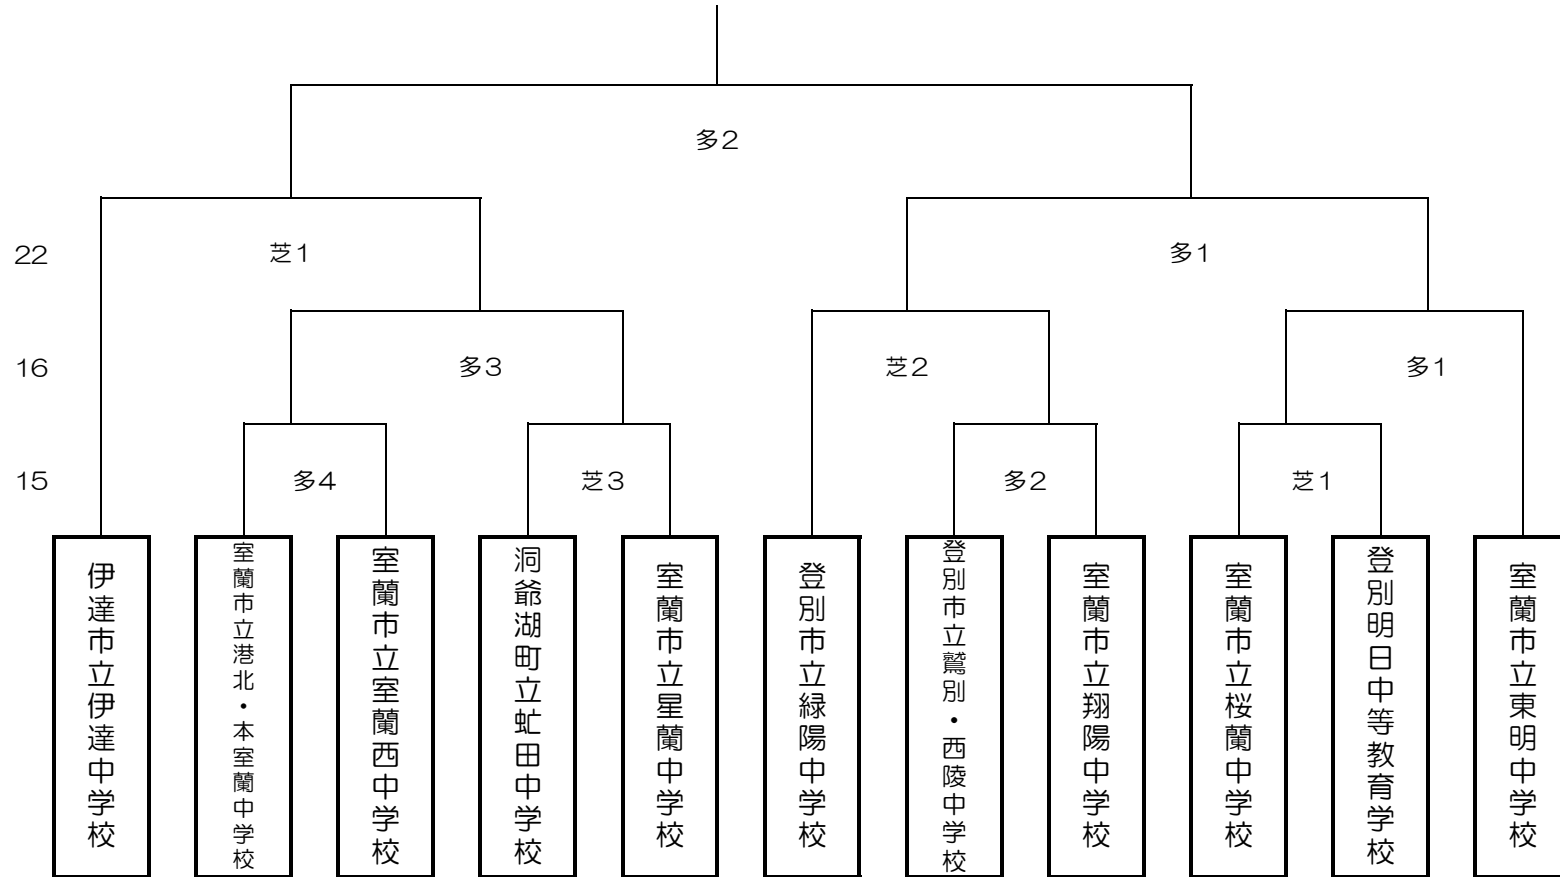 多２
22
芝１
多１
16
多３
芝２
多１
15
多４
芝３
多２
芝１
伊達市立伊達中学校
室蘭市立港北・本室蘭中学校
室蘭市立室蘭西中学校
洞爺湖町立虻田中学校
室蘭市立星蘭中学校
登別市立緑陽中学校
登別市立鷲別・西陵中学校
室蘭市立翔陽中学校
室蘭市立桜蘭中学校
登別明日中等教育学校
室蘭市立東明中学校